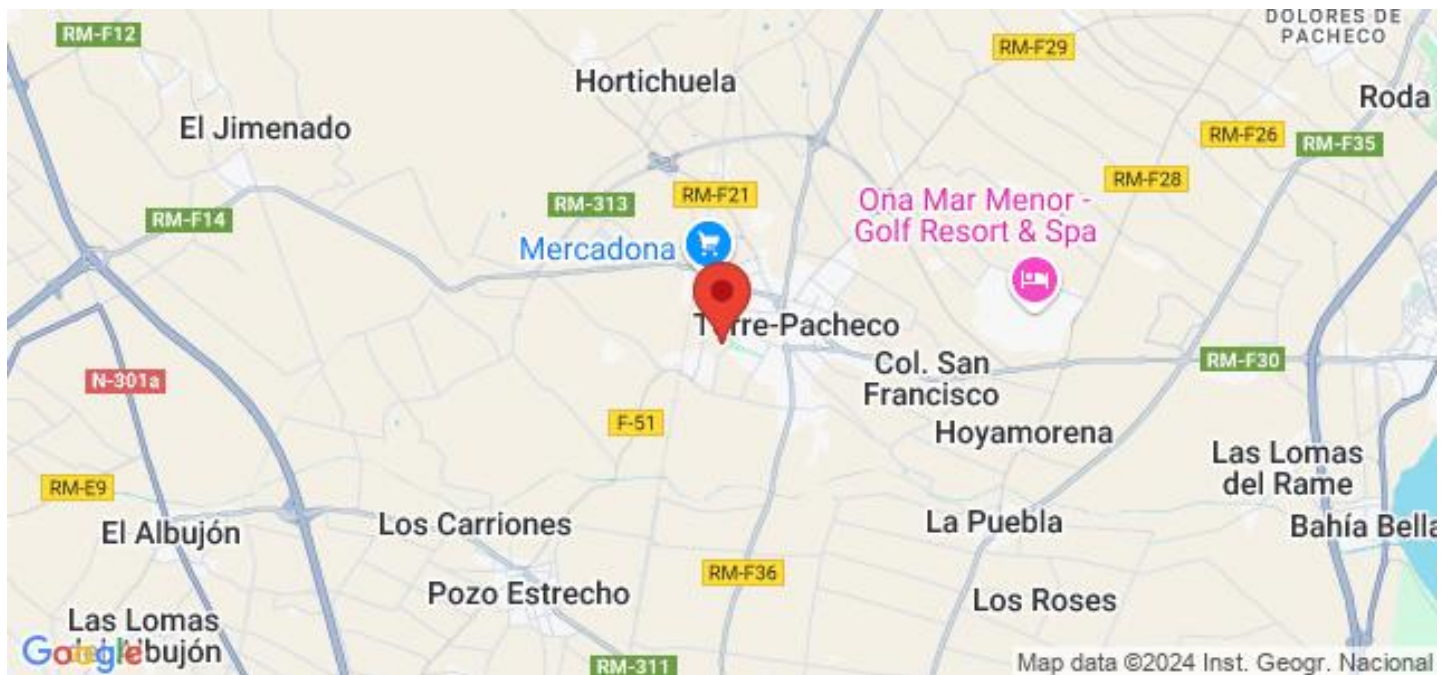 DOLORES DE
PACHECO
RM-F12
RM-F29
Hortichuela
Roda
El Jimenado
RM-F26
RM-F35
RM-F28
RM-F21
RM-313
Oña Mar Menor -
Golf Resort & Spa
RM-F14
Mercadona
Torre-Pacheco
Col. San
Francisco
RM-F30
N-301a
F-51
Hoyamorena
Las Lomas
del Rame
RM-E9
El Albujón
Los Carriones
La Puebla
Bahía Bella
RM-F36
Pozo Estrecho
Los Roses
Las Lomas
del Albujón
Google
RM-311
Map data ©2024 Inst. Geogr. Nacional